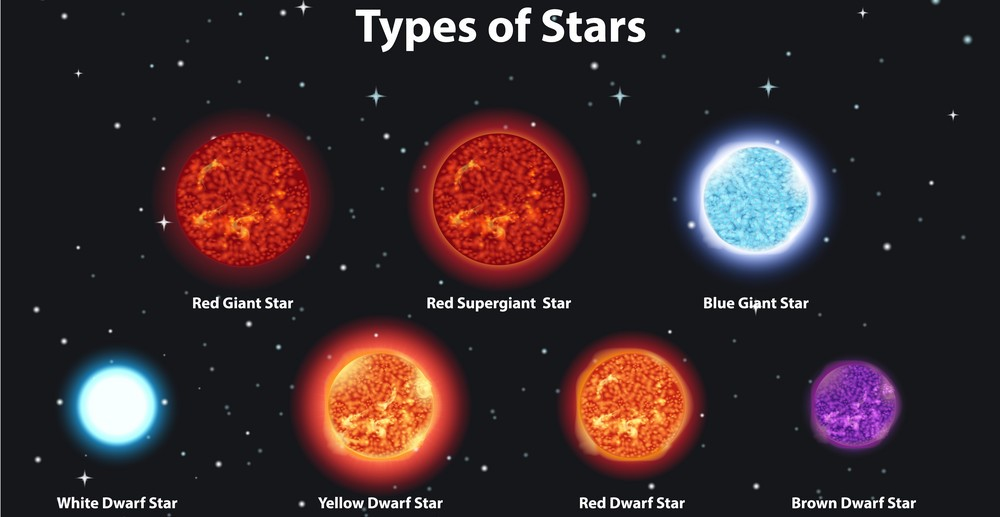 Types of Stars
Red Giant Star
Red Supergiant  Star
Blue Giant Star
White Dwarf Star
Yellow Dwarf Star
Red Dwarf Star
Brown Dwarf Star